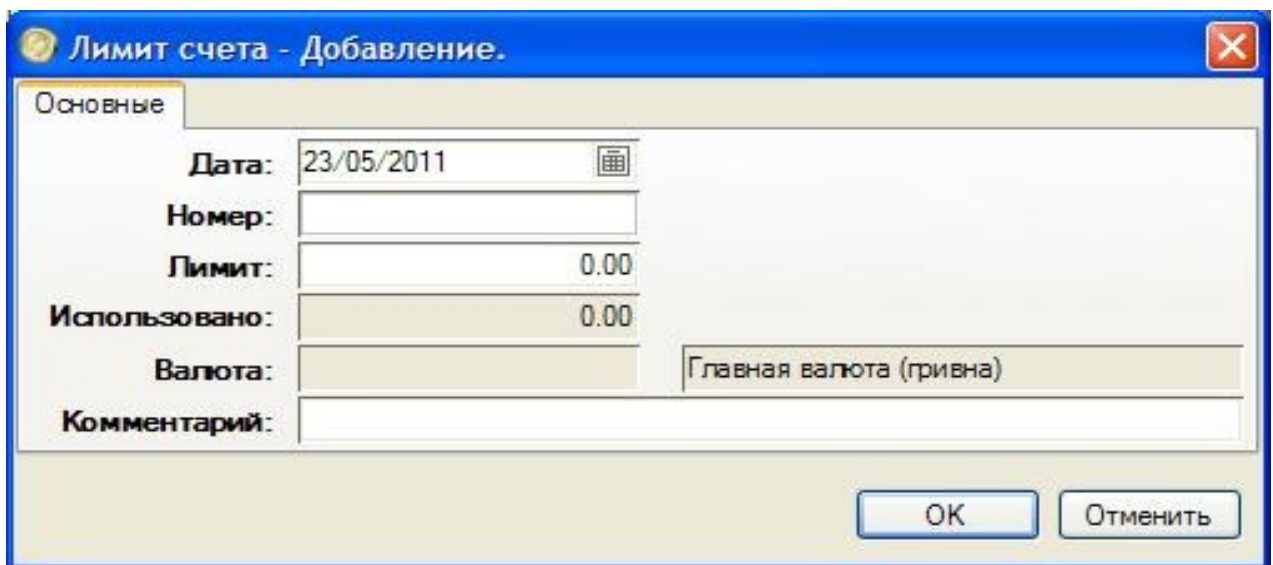 Лимит счета - Добавление.
Основные
Дата: 23/05/2011
Номер:
Лимит: 0.00
Использовано: 0.00
Валюта: Главная валюта (гривна)
Комментарий:
OK Отменить